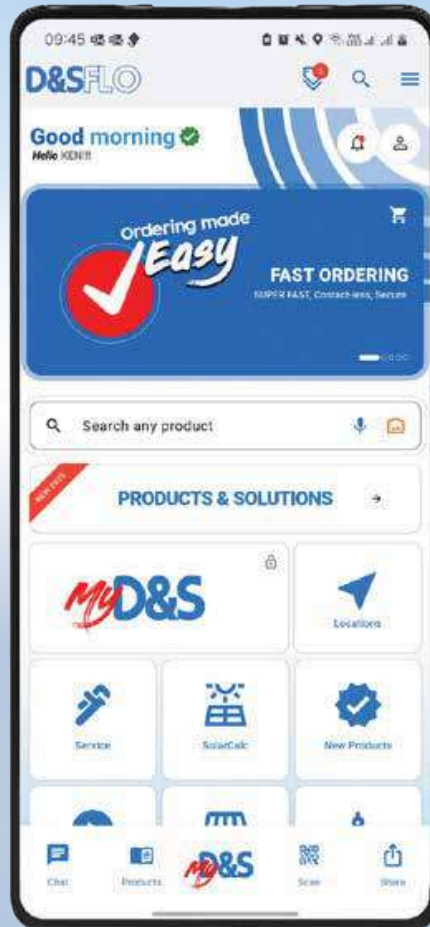 09:45
D&SFLO
Good morning
Hello KEN!!!
ordering made
Easy
FAST ORDERING
SUPER FAST, Contact-less, Secure
Search any product
PRODUCTS & SOLUTIONS
MyD&S
Locations
Service
SolarCalc
New Products
Chat
Products
MyD&S
Scan
Share